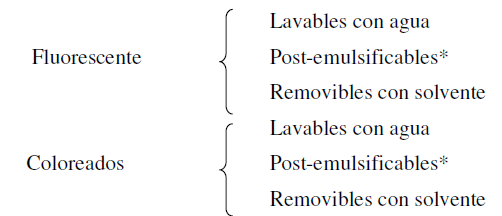 Lavables con agua
Fluorescente Post-emulsificables*
Removibles con solvente
Lavables con agua
Coloreados Post-emulsificables*
Removibles con solvente